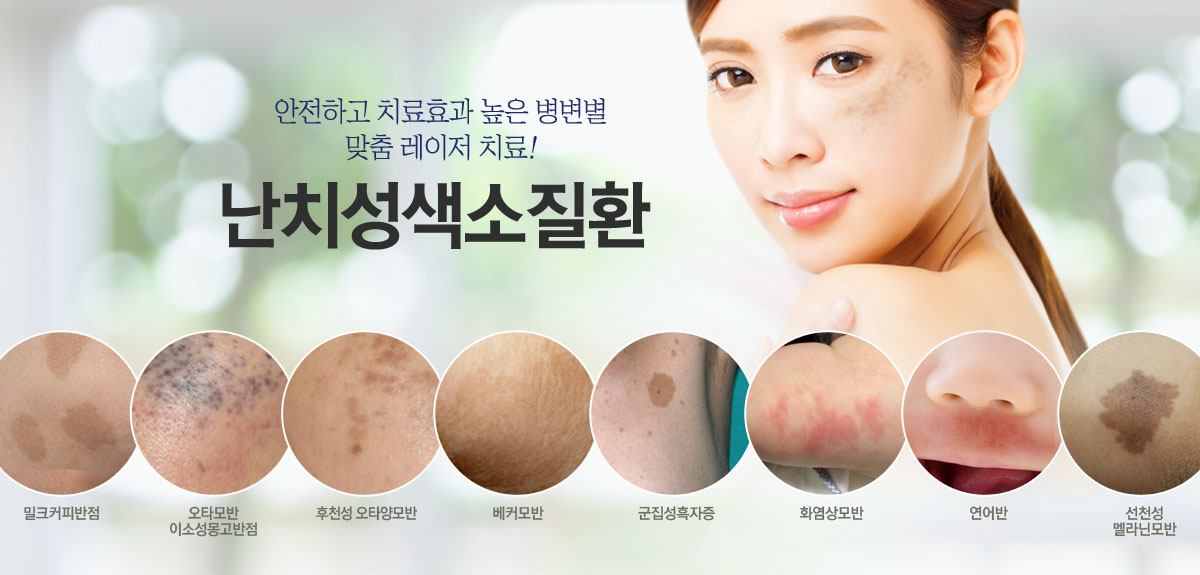 안전하고 치료효과 높은 병변별
맞춤 레이저 치료!
난치성색소질환
밀크커피반점
오타모반
이소성몽고반점
후천성 오타양모반
베커모반
군집성흑자증
화염상모반
연어반
선천성
멜라닌모반